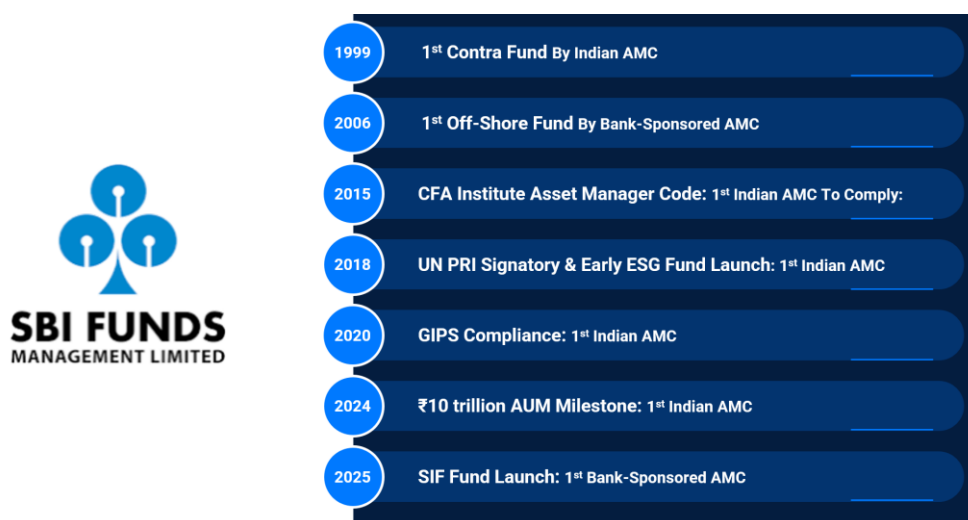 SBI FUNDS
MANAGEMENT LIMITED
1999
1st Contra Fund By Indian AMC
2006
1st Off-Shore Fund By Bank-Sponsored AMC
2015
CFA Institute Asset Manager Code: 1st Indian AMC To Comply:
2018
UN PRI Signatory & Early ESG Fund Launch: 1st Indian AMC
2020
GIPS Compliance: 1st Indian AMC
2024
₹10 trillion AUM Milestone: 1st Indian AMC
2025
SIF Fund Launch: 1st Bank-Sponsored AMC